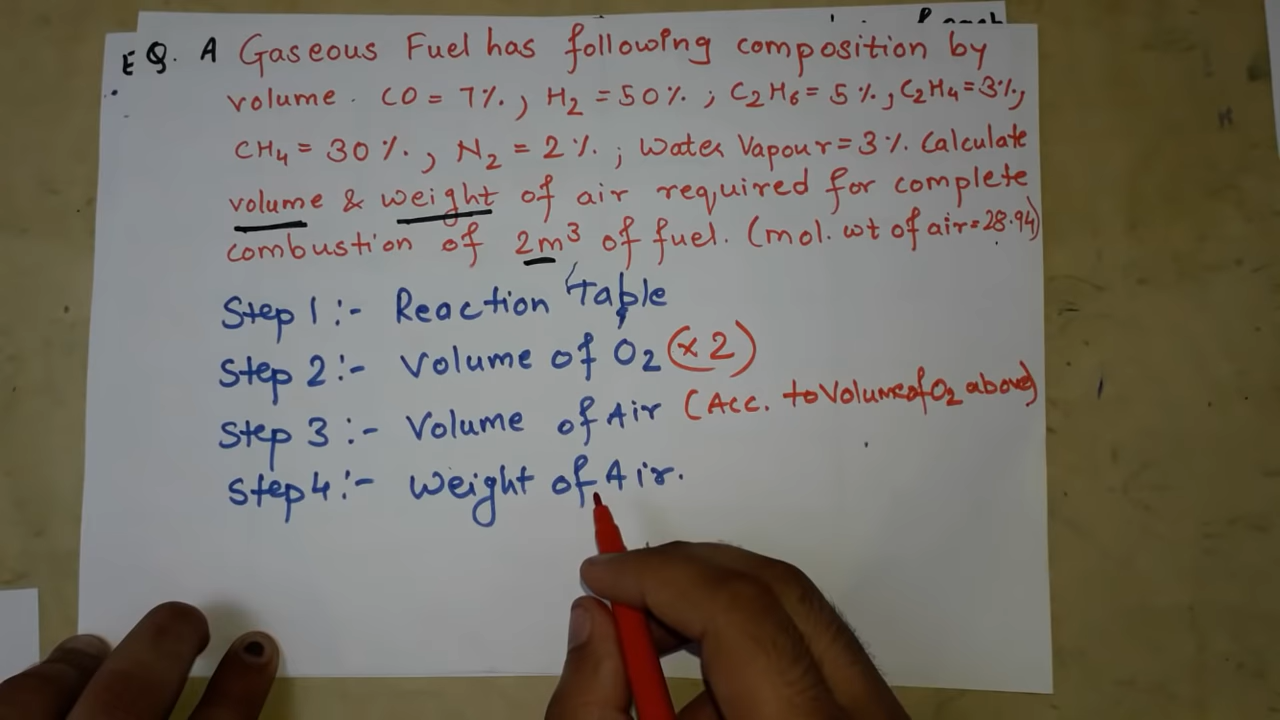 EQ. A Gaseous Fuel has following composition by
volume. CO = 7%, H2 = 50%; C2H6 = 5%, C2H4 = 3%,
CH4 = 30%, N2 = 2%; Water Vapour = 3%. Calculate
volume & weight of air required for complete
combustion of 2m³ of fuel. (mol. wt of air = 28.94)
Step 1:- Reaction Table
Step 2:- Volume of O2 (x2)
Step 3:- Volume of Air (Acc. to Volume of O2 above)
Step 4:- Weight of Air.